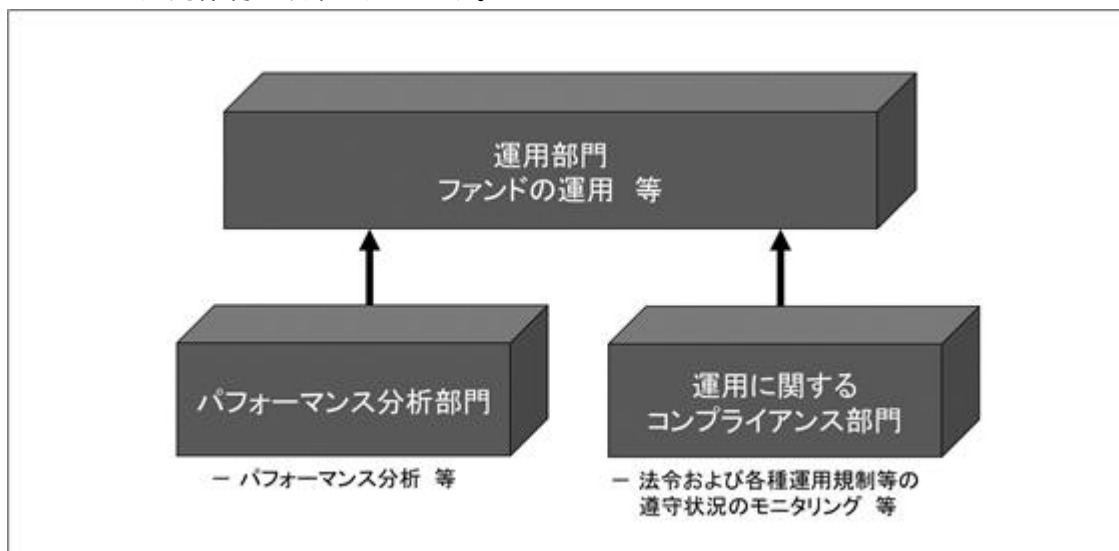 運用部門
ファンドの運用 等
パフォーマンス分析部門
運用に関する
コンプライアンス部門
－ パフォーマンス分析 等
－ 法令および各種運用規制等の
遵守状況のモニタリング 等